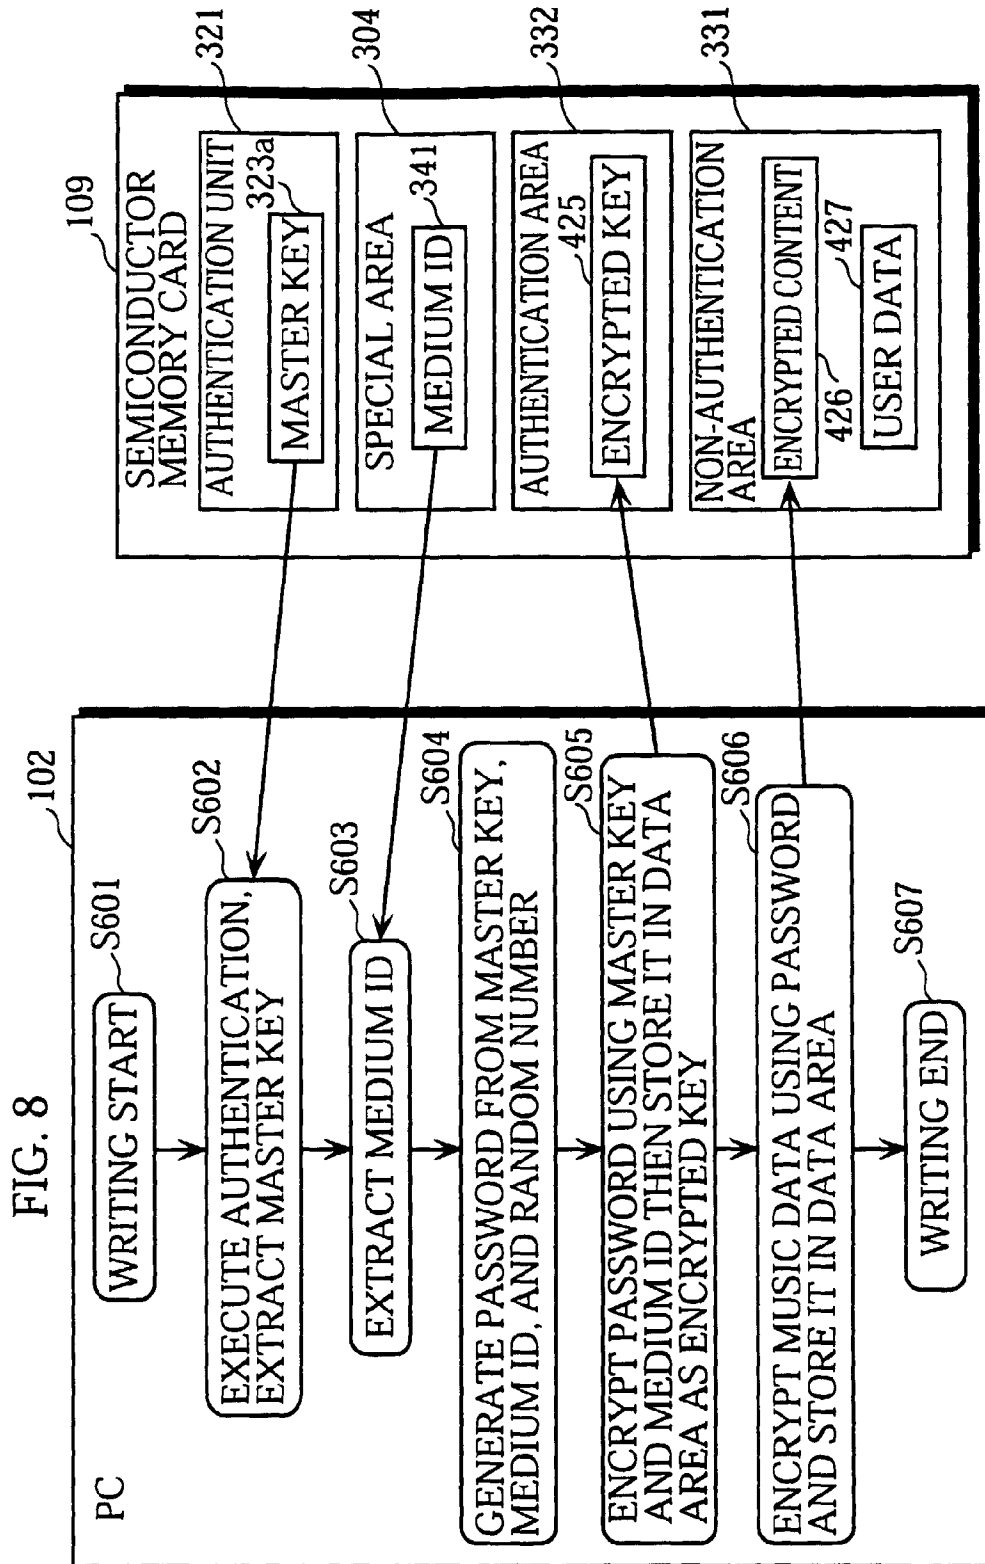 FIG. 8
PC
102
WRITING START
S601
EXECUTE AUTHENTICATION,
EXTRACT MASTER KEY
S602
EXTRACT MEDIUM ID
S603
GENERATE PASSWORD FROM MASTER KEY,
MEDIUM ID, AND RANDOM NUMBER
S604
ENCRYPT PASSWORD USING MASTER KEY
AND MEDIUM ID THEN STORE IT IN DATA
AREA AS ENCRYPTED KEY
S605
ENCRYPT MUSIC DATA USING PASSWORD
AND STORE IT IN DATA AREA
S606
WRITING END
S607
109
SEMICONDUCTOR
MEMORY CARD
AUTHENTICATION UNIT
321
MASTER KEY
323a
SPECIAL AREA
304
MEDIUM ID
341
AUTHENTICATION AREA
332
425
ENCRYPTED KEY
NON-AUTHENTICATION
AREA
331
ENCRYPTED CONTENT
426
427
USER DATA